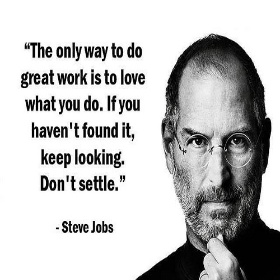 “The only way to do
great work is to love
what you do. If you
haven't found it,
keep looking.
Don't settle.”
- Steve Jobs